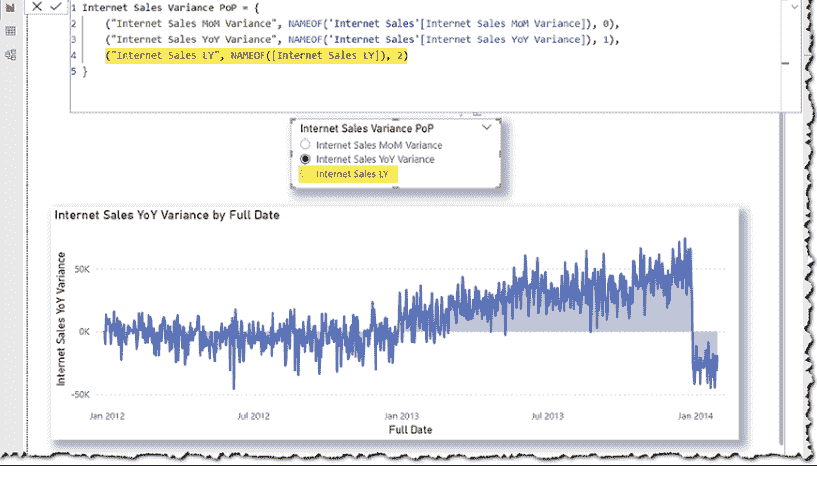 1 Internet Sales Variance PoP = {
2 ("Internet Sales MoM Variance", NAMEOF('Internet Sales'[Internet Sales MoM Variance]), 0),
3 ("Internet Sales YoY Variance", NAMEOF('Internet Sales'[Internet Sales YoY Variance]), 1),
4 ("Internet Sales LY", NAMEOF([Internet Sales LY]), 2)
5 }
Internet Sales Variance PoP
Internet Sales MoM Variance
Internet Sales YoY Variance
Internet Sales LY
Internet Sales YoY Variance by Full Date
Internet Sales YoY Variance
50K
0K
-50K
Jan 2012 Jul 2012 Jan 2013 Jul 2013 Jan 2014
Full Date